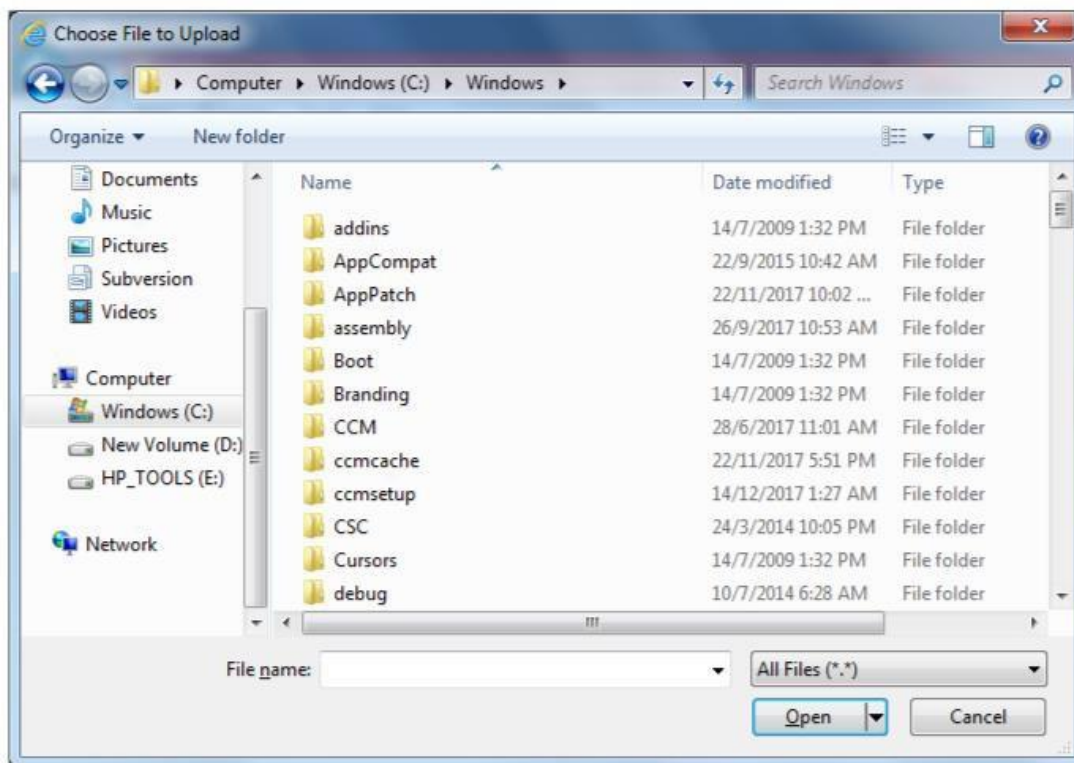 Choose File to Upload
Computer Windows (C:) Windows Search Windows
Organize New folder
Documents
Music
Pictures
Subversion
Videos
Computer
Windows (C:)
New Volume (D:)
HP_TOOLS (E:)
Network
Name Date modified Type
addins 14/7/2009 1:32 PM File folder
AppCompat 22/9/2015 10:42 AM File folder
AppPatch 22/11/2017 10:02 ... File folder
assembly 26/9/2017 10:53 AM File folder
Boot 14/7/2009 1:32 PM File folder
Branding 14/7/2009 1:32 PM File folder
CCM 28/6/2017 11:01 AM File folder
ccmcache 22/11/2017 5:51 PM File folder
ccmsetup 14/12/2017 1:27 AM File folder
CSC 24/3/2014 10:05 PM File folder
Cursors 14/7/2009 1:32 PM File folder
debug 10/7/2014 6:28 AM File folder
File name: All Files (*.*)
Open Cancel